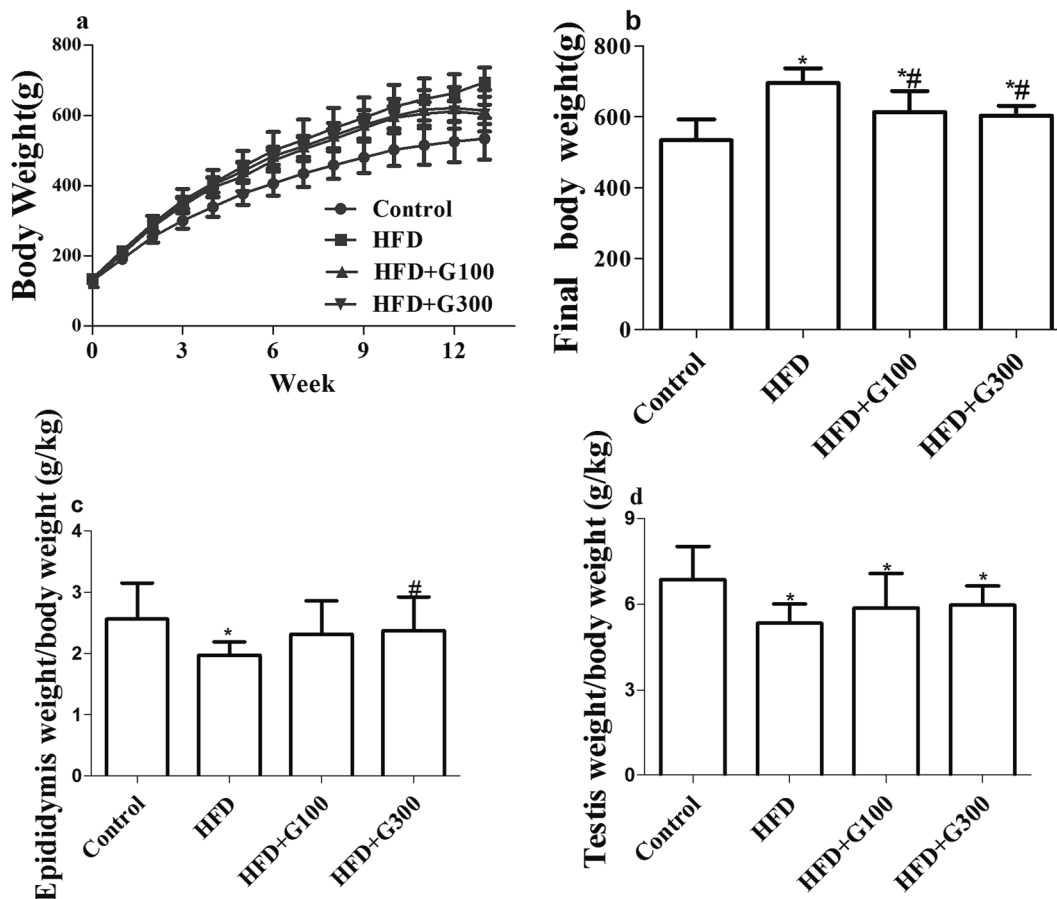 a
Body Weight(g)
800
600
400
200
0
0 3 6 9 12
Week
Control
HFD
HFD+G100
HFD+G300
b
Final body weight(g)
800
600
400
200
0
*
*#
*#
Control
HFD
HFD+G100
HFD+G300
c
Epididymis weight/body weight (g/kg)
4
3
2
1
0
*
#
Control
HFD
HFD+G100
HFD+G300
d
Testis weight/body weight (g/kg)
9
6
3
0
*
*
*
Control
HFD
HFD+G100
HFD+G300